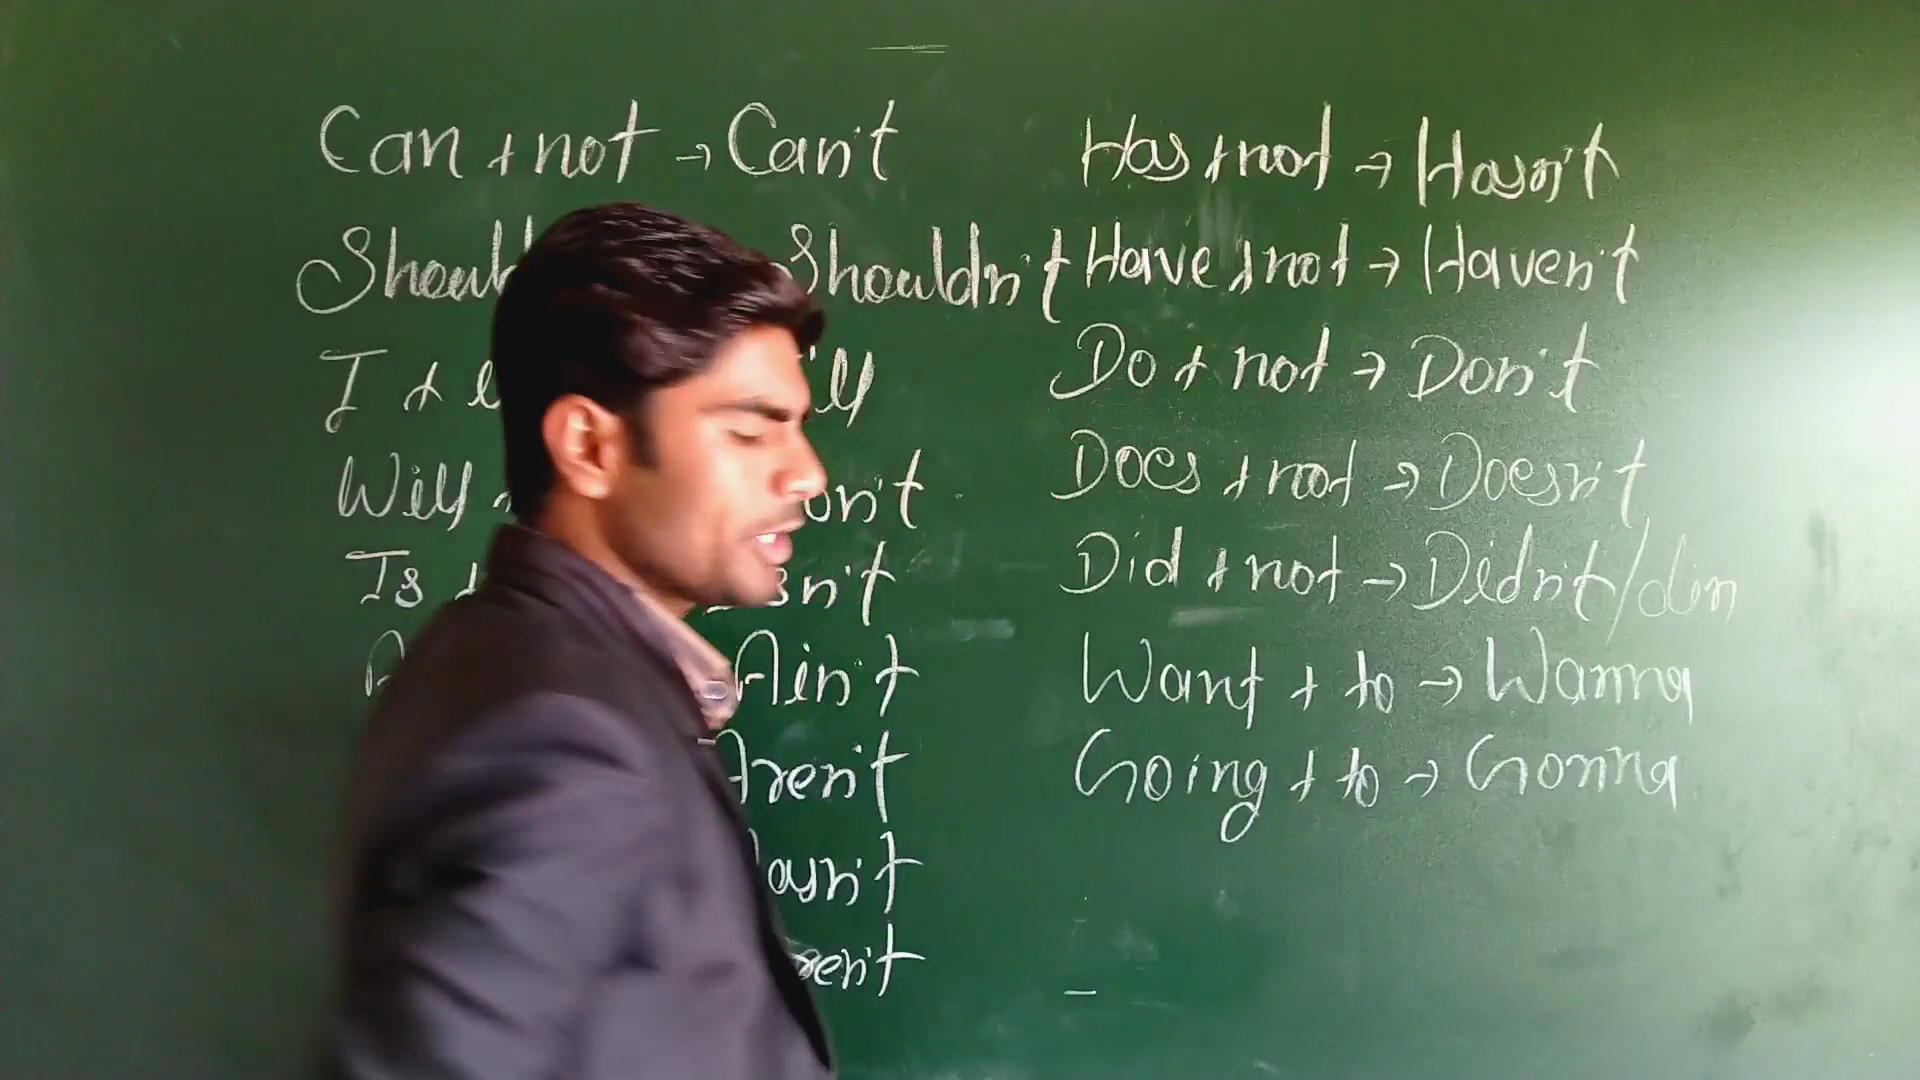 Can + not → Can't
Shouldn't
I +
Will
Is + Isn't
Ain't
Aren't
Has + not → Hasn't
Have + not → Haven't
Do + not → Don't
Does + not → Doesn't
Did + not → Didn't/din
Want + to → Wanna
Going + to → Gonna